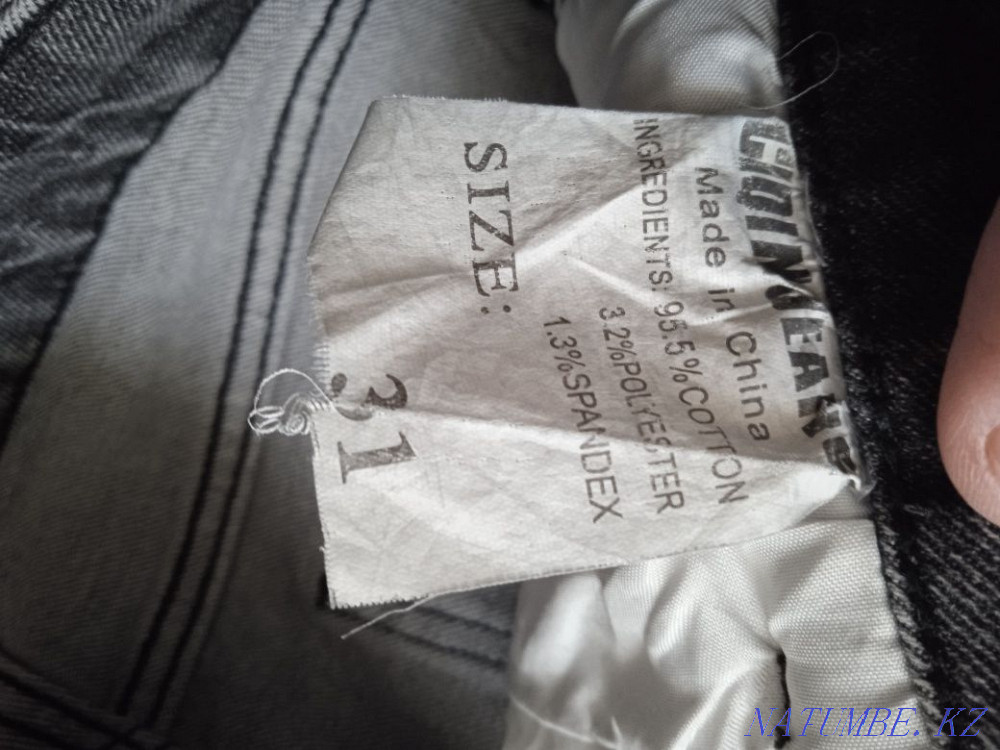 Made in China
INGREDIENTS: 95.5%COTTON
3.2%POLYESTER
1.3%SPANDEX
SIZE: 31
NATUMBE.KZ